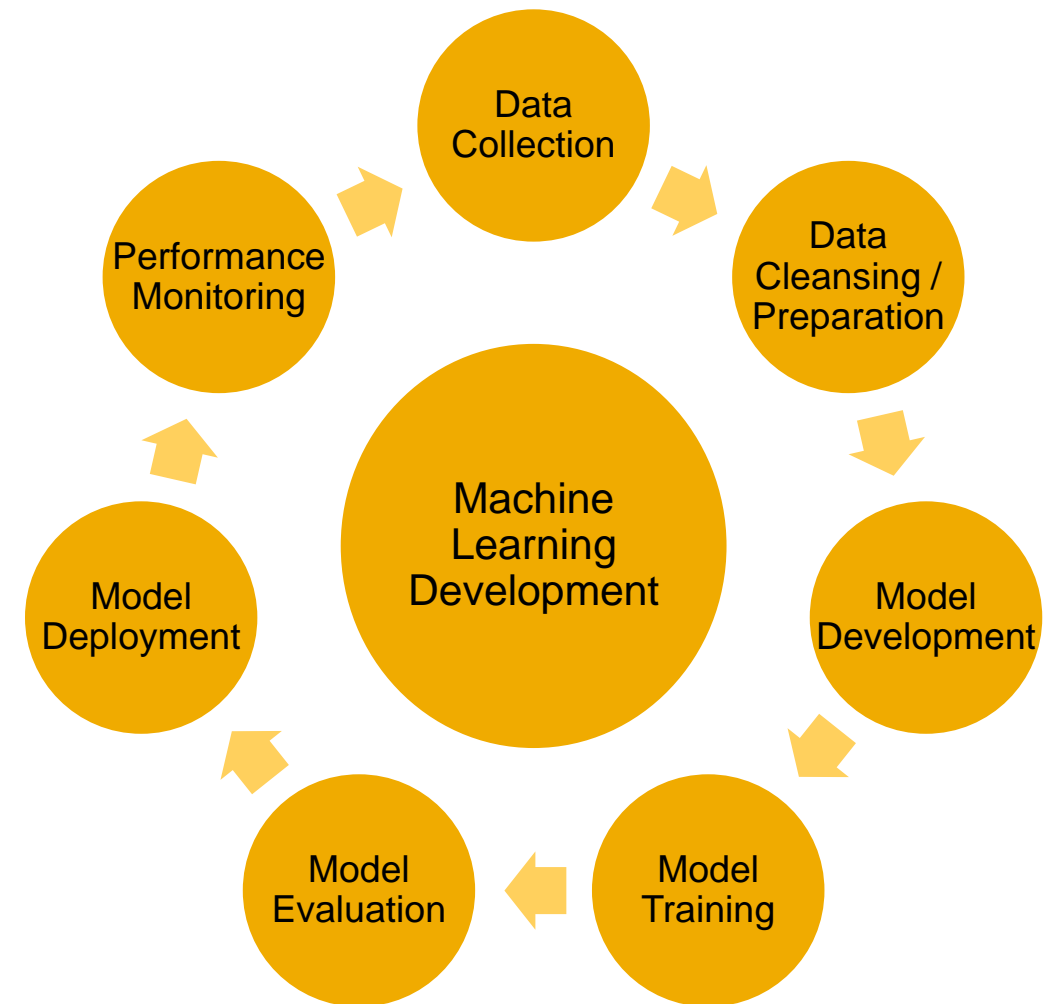 Data
Collection
Data
Cleansing /
Preparation
Model
Development
Model
Training
Model
Evaluation
Model
Deployment
Performance
Monitoring
Machine
Learning
Development